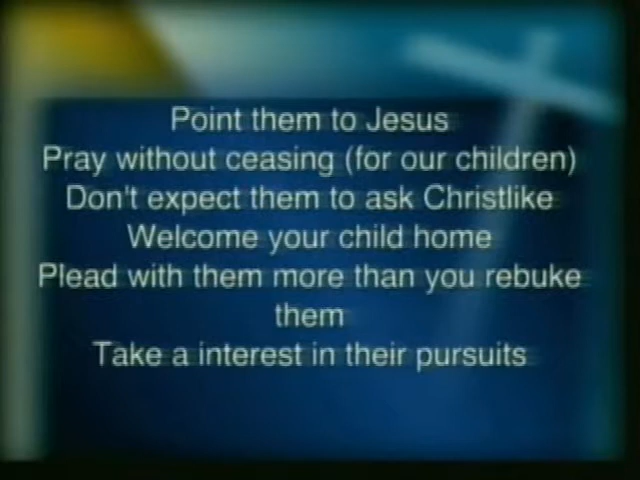 Point them to Jesus
Pray without ceasing (for our children)
Don't expect them to ask Christlike
Welcome your child home
Plead with them more than you rebuke
them
Take a interest in their pursuits